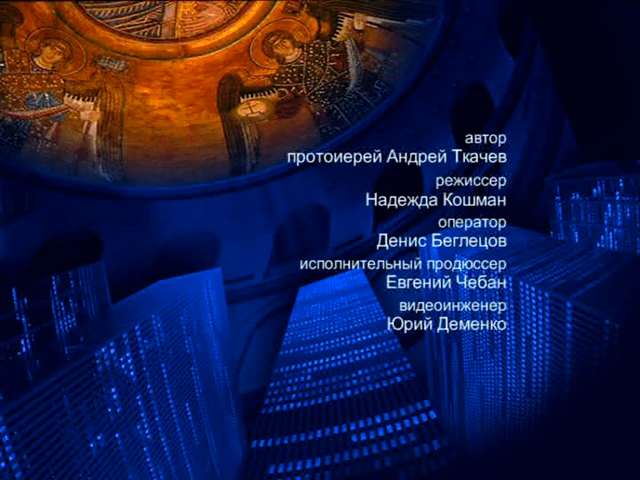 автор
протоиерей Андрей Ткачев
режиссер
Надежда Кошман
оператор
Денис Беглецов
исполнительный продюссер
Евгений Чебан
видеоинженер
Юрий Деменко